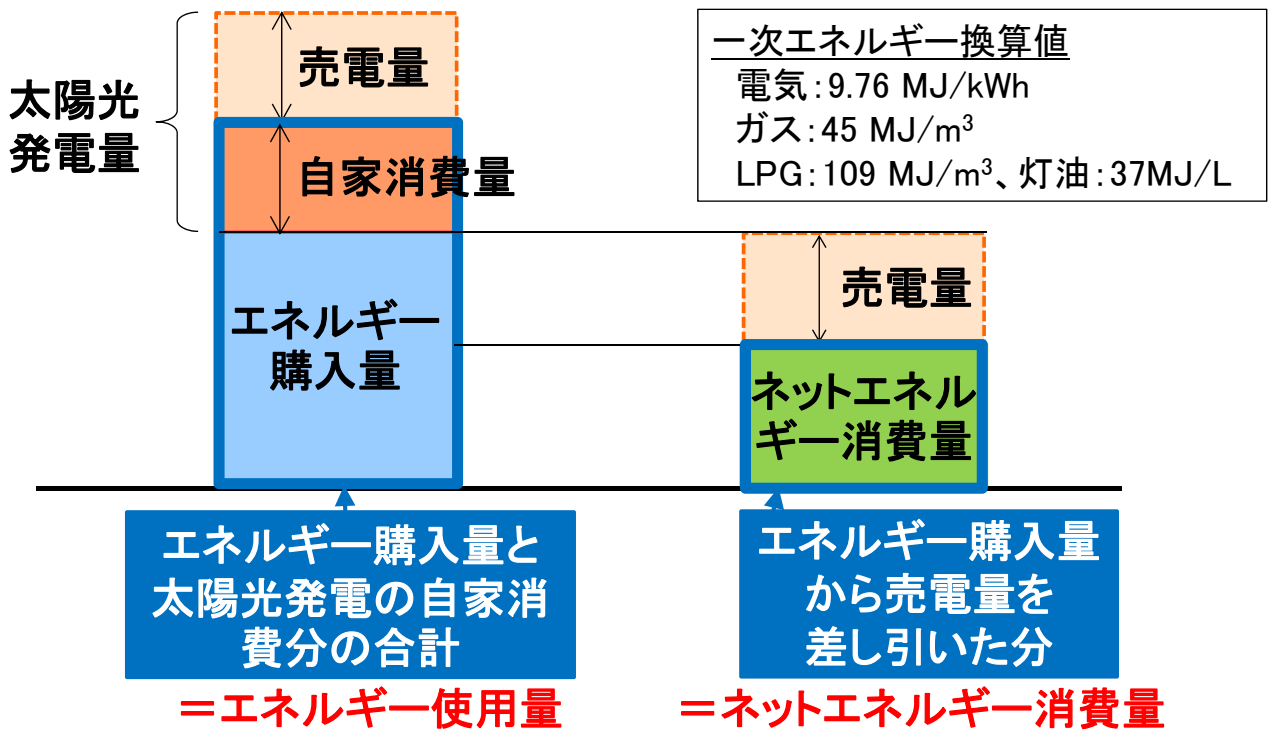 売電量
太陽光
発電量
自家消費量
エネルギー
購入量
一次エネルギー換算値
電気：9.76 MJ/kWh
ガス：45 MJ/m³
LPG：109 MJ/m³、灯油：37MJ/L
売電量
ネットエネル
ギー消費量
エネルギー購入量と
太陽光発電の自家消
費分の合計
＝エネルギー使用量
エネルギー購入量
から売電量を
差し引いた分
＝ネットエネルギー消費量